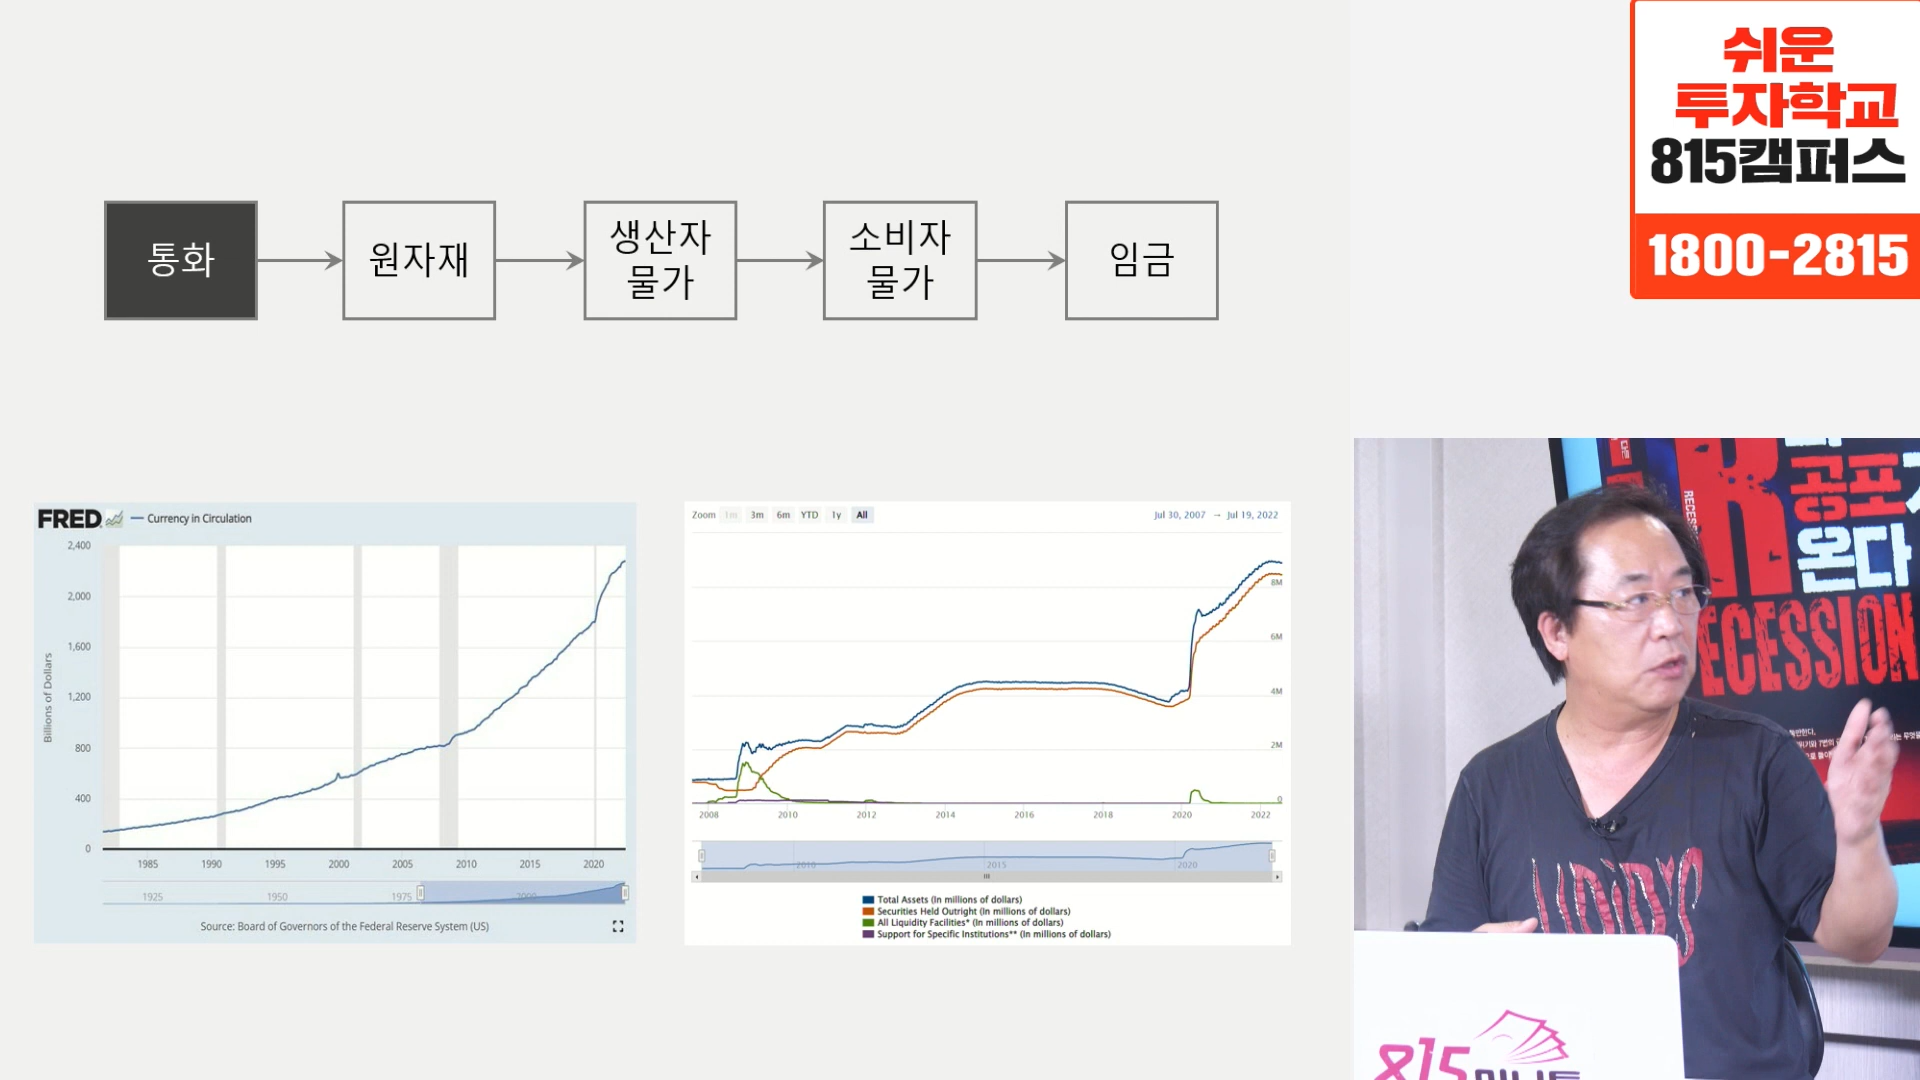 쉬운
투자학교
815캠퍼스
1800-2815
통화
원자재
생산자
물가
소비자
물가
임금
FRED
Currency in Circulation
2,400
2,000
1,600
1,200
800
400
0
Billions of Dollars
1985 1990 1995 2000 2005 2010 2015 2020
1925 1950 1975 2000
Source: Board of Governors of the Federal Reserve System (US)
Zoom 1m 3m 6m YTD 1y All
Jul 30, 2007 → Jul 19, 2022
8M
6M
4M
2M
0
2008 2010 2012 2014 2016 2018 2020 2022
2010 2015 2020
Total Assets (In millions of dollars)
Securities Held Outright (In millions of dollars)
All Liquidity Facilities* (In millions of dollars)
Support for Specific Institutions** (In millions of dollars)
R
공포
온다
ECESSION
815